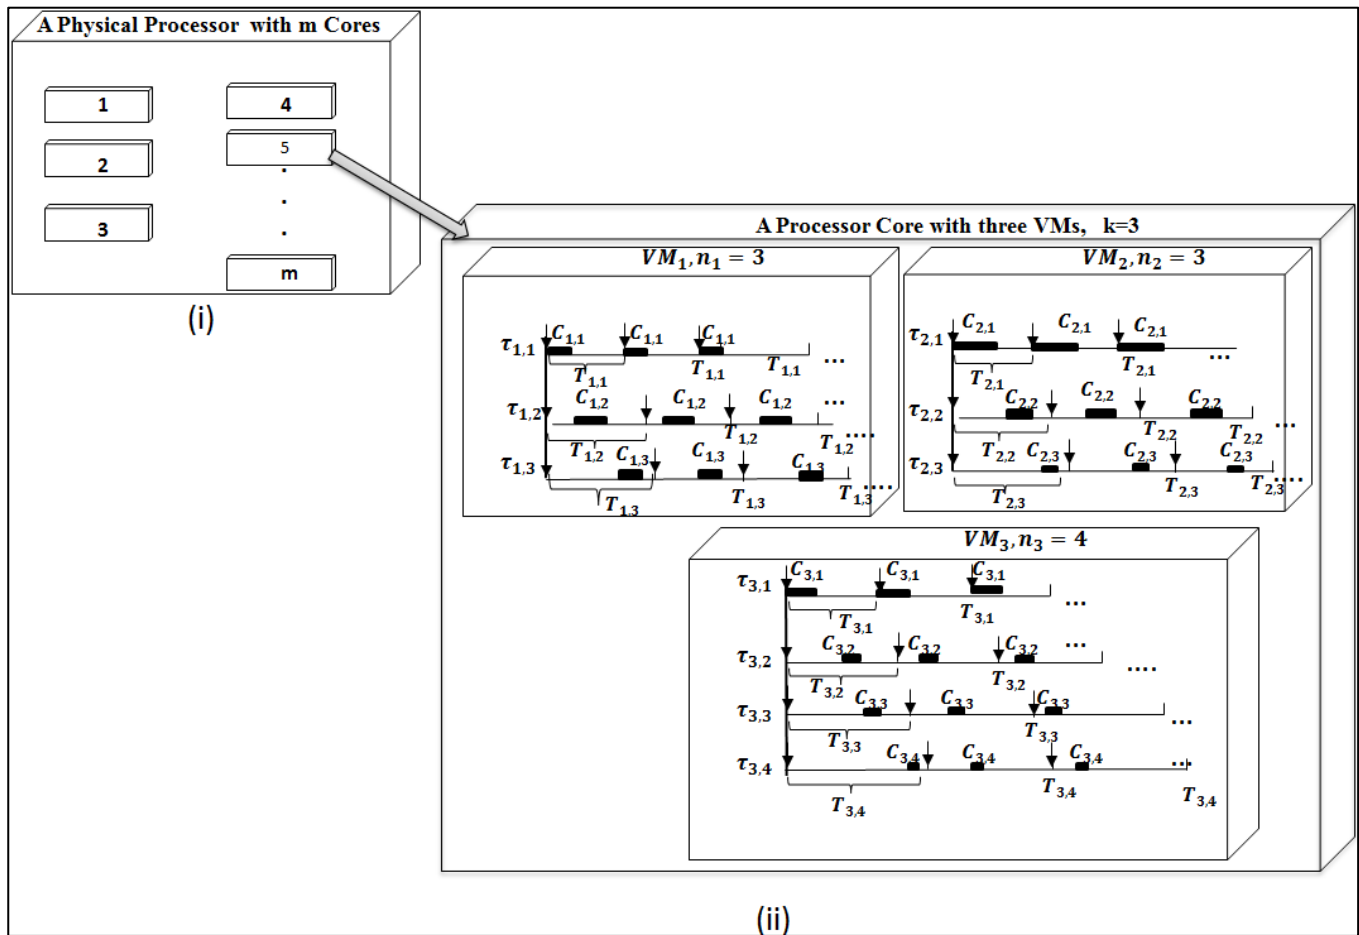 A Physical Processor with m Cores
1
4
2
5
3
.
.
.
m
(i)
A Processor Core with three VMs, k=3
VM₁, n₁ = 3
τ₁,₁ C₁,₁ C₁,₁ C₁,₁
T₁,₁ T₁,₁ T₁,₁ ...
τ₁,₂ C₁,₂ C₁,₂ C₁,₂ ...
T₁,₂ T₁,₂ T₁,₂ ....
τ₁,₃ C₁,₃ C₁,₃ C₁,₃
T₁,₃ T₁,₃ T₁,₃ ....
VM₂, n₂ = 3
τ₂,₁ C₂,₁ C₂,₁ C₂,₁
T₂,₁ T₂,₁ ...
τ₂,₂ C₂,₂ C₂,₂ C₂,₂
T₂,₂ T₂,₂ T₂,₂
τ₂,₃ C₂,₃ C₂,₃ C₂,₃
T₂,₃ T₂,₃ T₂,₃ ....
VM₃, n₃ = 4
τ₃,₁ C₃,₁ C₃,₁ C₃,₁
T₃,₁ T₃,₁ ...
τ₃,₂ C₃,₂ C₃,₂ C₃,₂ ...
T₃,₂ T₃,₂ ....
τ₃,₃ C₃,₃ C₃,₃ C₃,₃
T₃,₃ T₃,₃ ...
τ₃,₄ C₃,₄ C₃,₄ C₃,₄ ...
T₃,₄ T₃,₄ T₃,₄
(ii)